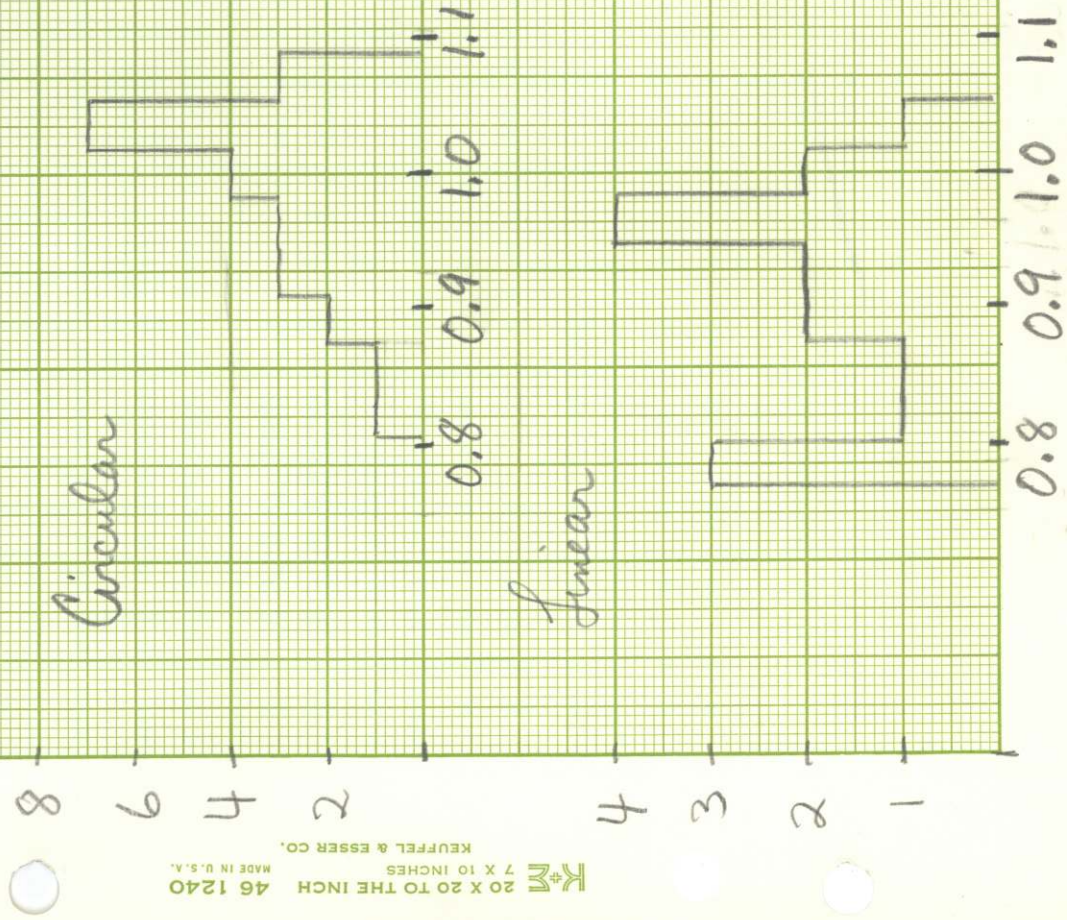 Circular
8
6
4
2
0.8
0.9
1.0
1.1
Linear
4
3
2
1
0.8
0.9
1.0
1.1
K+E
20 X 20 TO THE INCH 46 1240
7 X 10 INCHES MADE IN U.S.A.
KEUFFEL & ESSER CO.